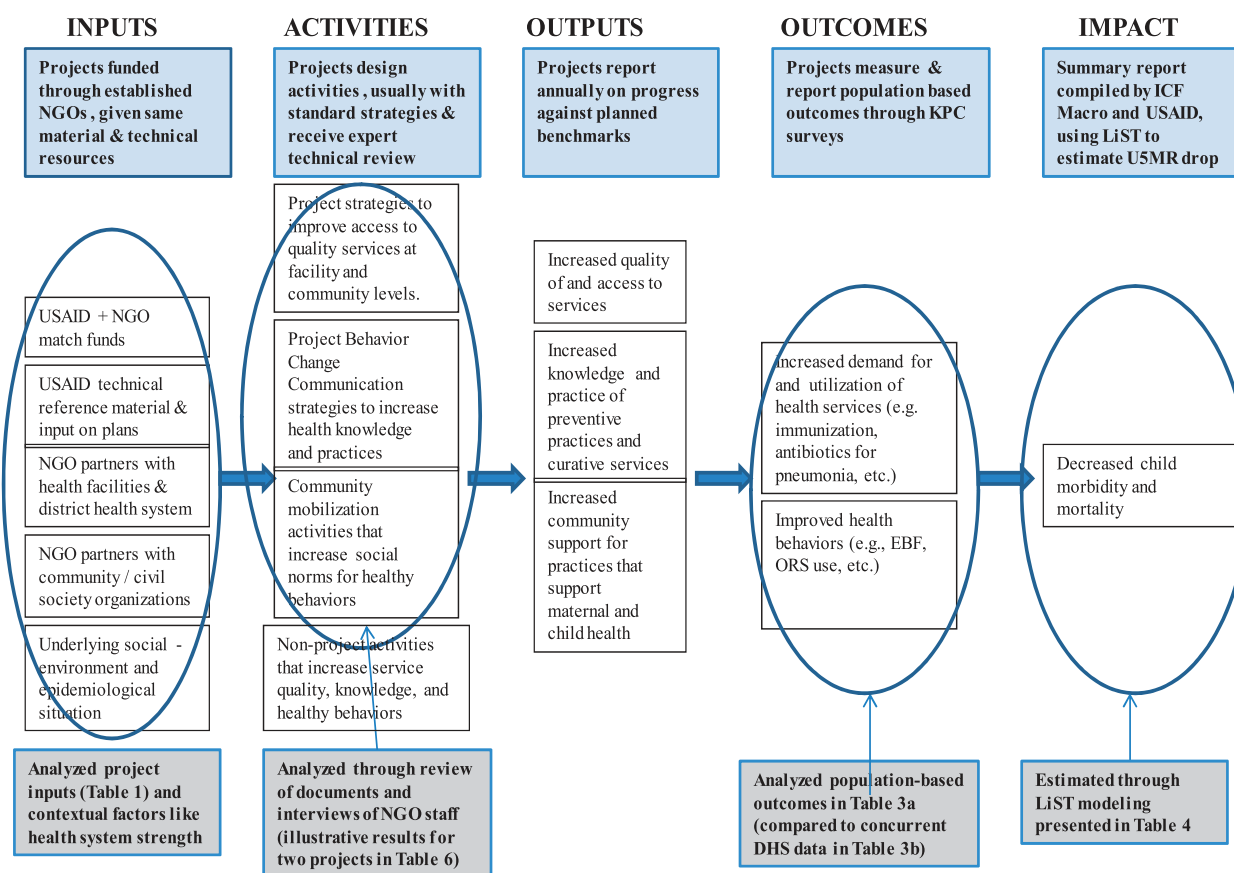 INPUTS
Projects funded
through established
NGOs , given same
material & technical
resources
USAID + NGO
match funds
USAID technical
reference material &
input on plans
NGO partners with
health facilities &
district health system
NGO partners with
community / civil
society organizations
Underlying social -
environment and
epidemiological
situation
Analyzed project
inputs (Table 1) and
contextual factors like
health system strength
ACTIVITIES
Projects design
activities , usually with
standard strategies &
receive expert
technical review
Project strategies to
improve access to
quality services at
facility and
community levels.
Project Behavior
Change
Communication
strategies to increase
health knowledge
and practices
Community
mobilization
activities that
increase social
norms for healthy
behaviors
Non-project activities
that increase service
quality, knowledge, and
healthy behaviors
Analyzed through review
of documents and
interviews of NGO staff
(illustrative results for
two projects in Table 6)
OUTPUTS
Projects report
annually on progress
against planned
benchmarks
Increased quality
of and access to
services
Increased
knowledge and
practice of
preventive
practices and
curative services
Increased
community
support for
practices that
support
maternal and
child health
OUTCOMES
Projects measure &
report population based
outcomes through KPC
surveys
Increased demand for
and utilization of
health services (e.g.
immunization,
antibiotics for
pneumonia, etc.)
Improved health
behaviors (e.g., EBF,
ORS use, etc.)
Analyzed population-based
outcomes in Table 3a
(compared to concurrent
DHS data in Table 3b)
IMPACT
Summary report
compiled by ICF
Macro and USAID,
using LiST to
estimate U5MR drop
Decreased child
morbidity and
mortality
Estimated through
LiST modeling
presented in Table 4